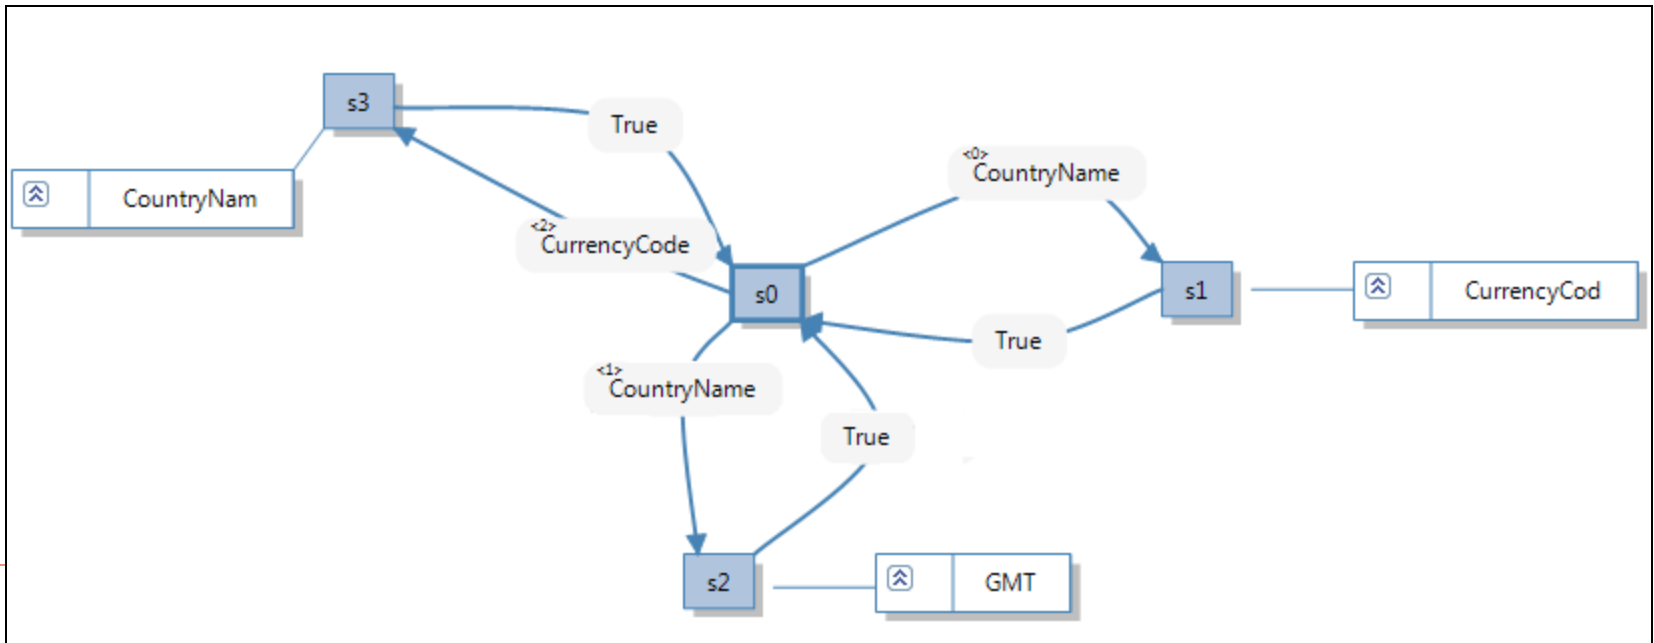 s3
True
<0>
CountryName
CountryNam
<2>
CurrencyCode
s0
s1
CurrencyCod
True
<1>
CountryName
True
s2
GMT